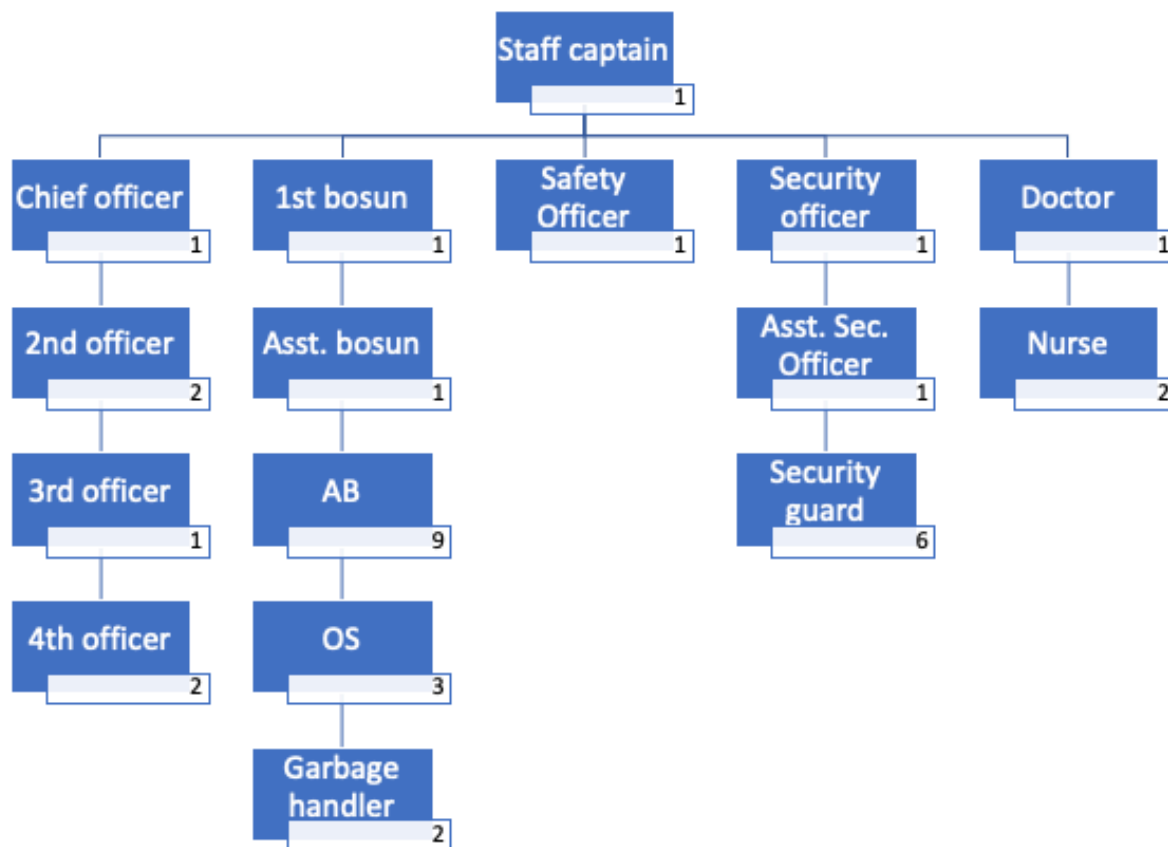 Staff captain
1
Chief officer
1
1st bosun
1
Safety
Officer
1
Security
officer
1
Doctor
1
2nd officer
2
Asst. bosun
1
Asst. Sec.
Officer
1
Nurse
2
3rd officer
1
AB
9
Security
guard
6
4th officer
2
OS
3
Garbage
handler
2